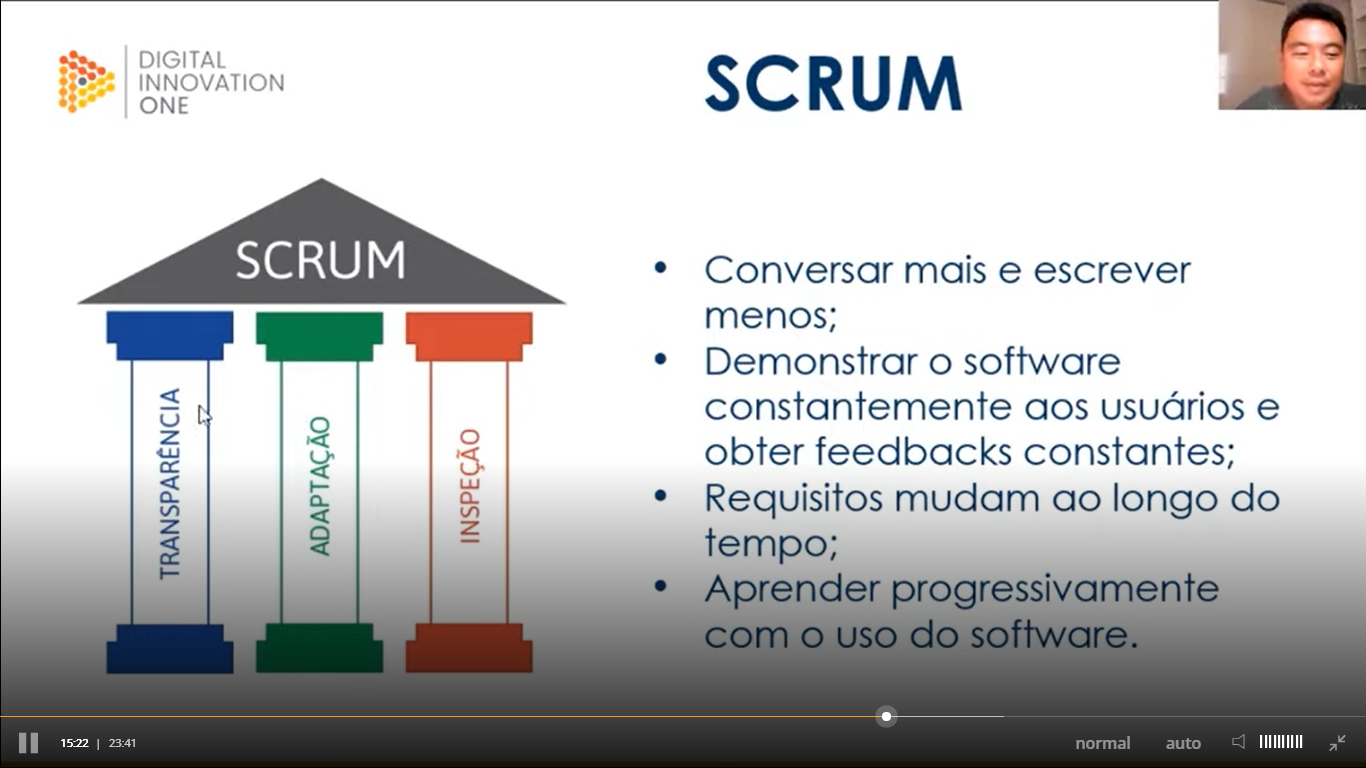 DIGITAL
INNOVATION
ONE
SCRUM
SCRUM
TRANSPARÊNCIA
ADAPTAÇÃO
INSPEÇÃO
• Conversar mais e escrever
menos;
• Demonstrar o software
constantemente aos usuários e
obter feedbacks constantes;
• Requisitos mudam ao longo do
tempo;
• Aprender progressivamente
com o uso do software.
15:22 | 23:41
normal auto